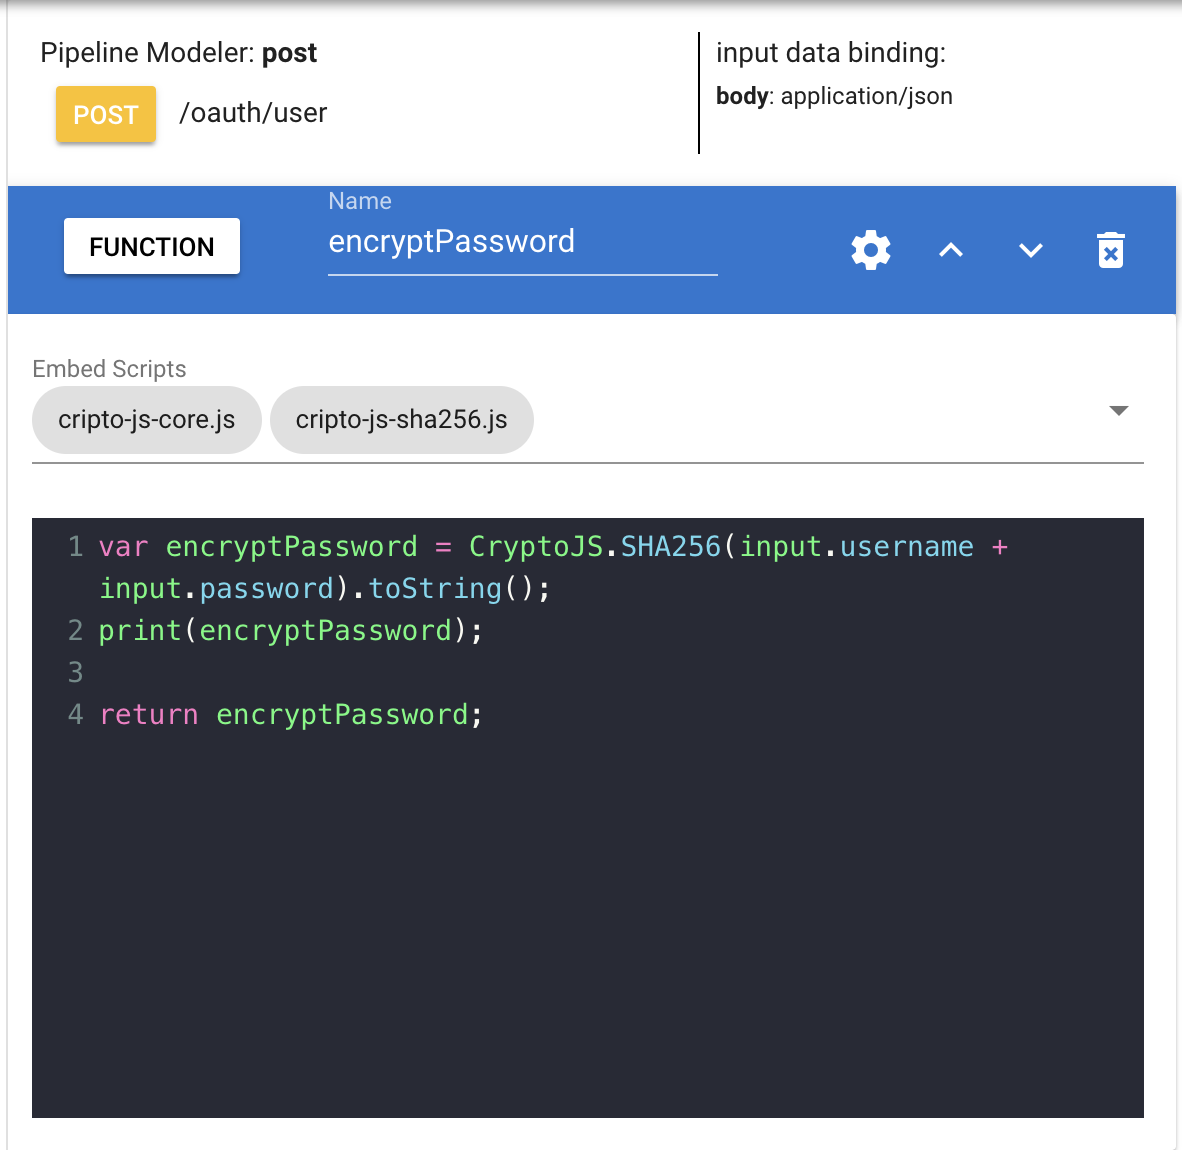 Pipeline Modeler: post
POST /oauth/user
input data binding:
body: application/json
FUNCTION
Name
encryptPassword
Embed Scripts
cripto-js-core.js cripto-js-sha256.js
1 var encryptPassword = CryptoJS.SHA256(input.username +
input.password).toString();
2 print(encryptPassword);
3
4 return encryptPassword;